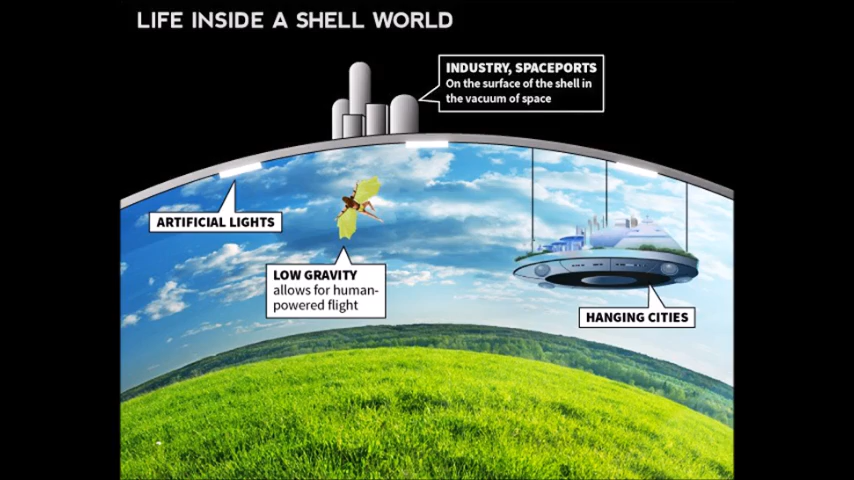 LIFE INSIDE A SHELL WORLD
INDUSTRY, SPACEPORTS
On the surface of the shell in
the vacuum of space
ARTIFICIAL LIGHTS
LOW GRAVITY
allows for human-
powered flight
HANGING CITIES